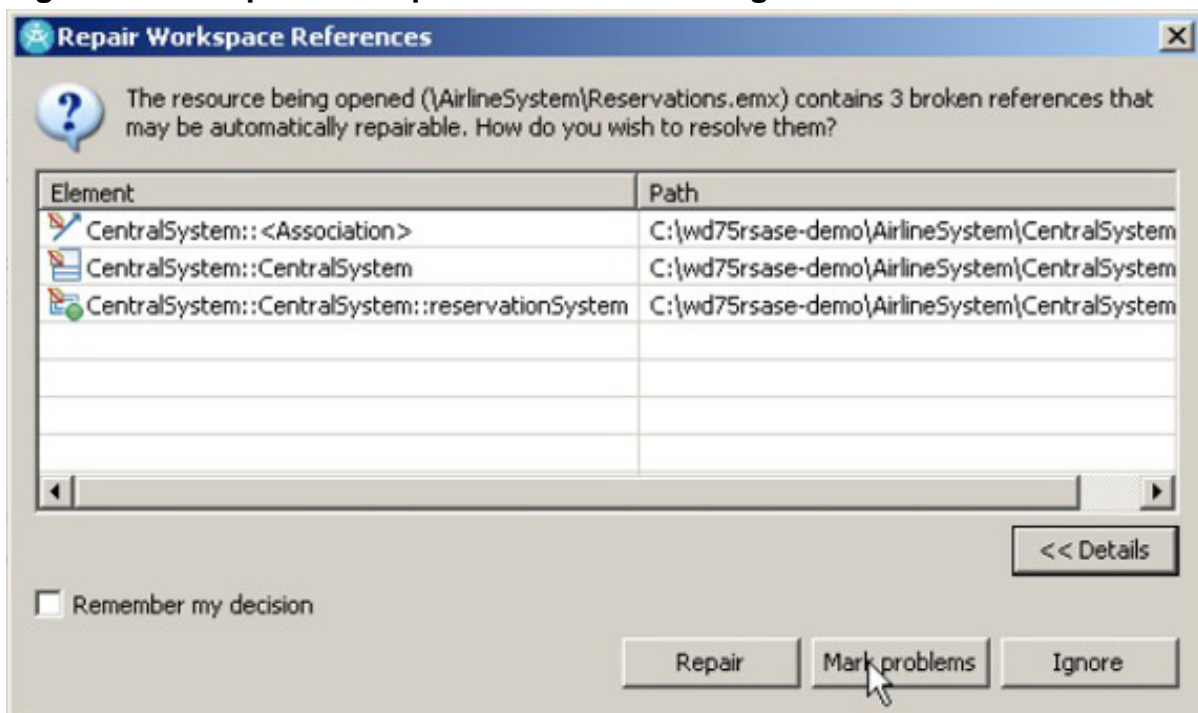 Repair Workspace References
The resource being opened (\AirlineSystem\Reservations.emx) contains 3 broken references that
may be automatically repairable. How do you wish to resolve them?
Element Path
CentralSystem::<Association> C:\wd75rsase-demo\AirlineSystem\CentralSystem
CentralSystem::CentralSystem C:\wd75rsase-demo\AirlineSystem\CentralSystem
CentralSystem::CentralSystem::reservationSystem C:\wd75rsase-demo\AirlineSystem\CentralSystem
<< Details
Remember my decision
Repair Mark problems Ignore